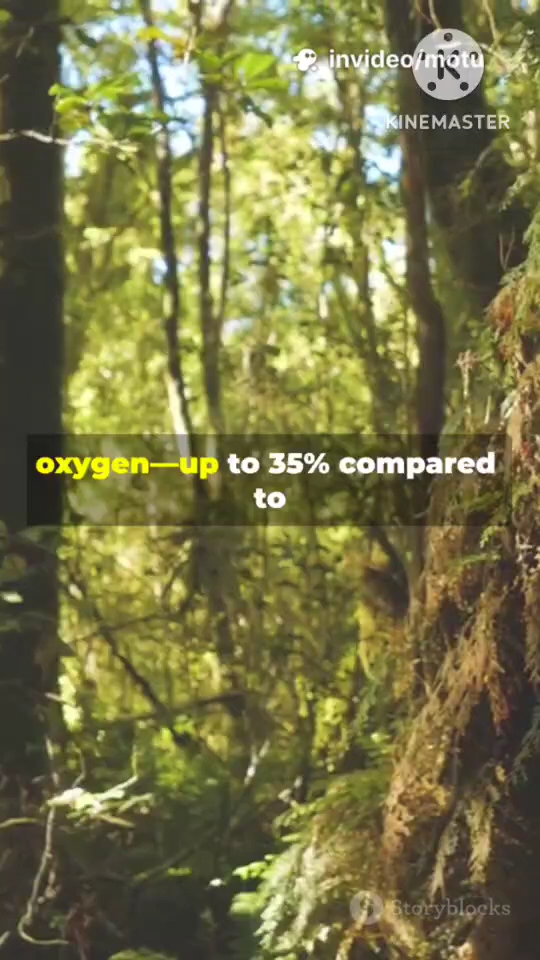 invideo/motu
KINEMASTER
oxygen—up to 35% compared
to
Storyblocks